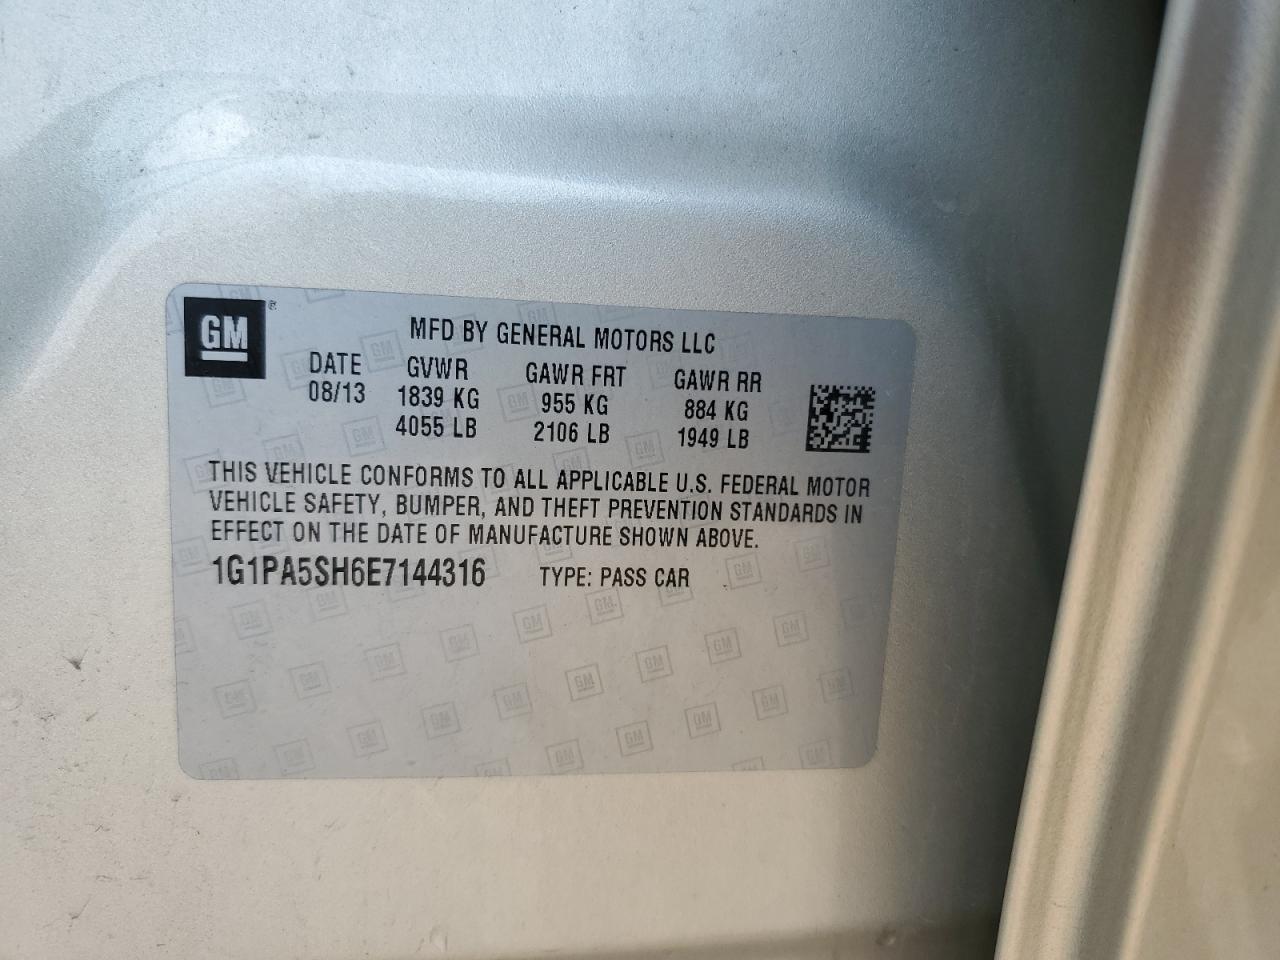 GM ®
MFD BY GENERAL MOTORS LLC
DATE GVWR GAWR FRT GAWR RR
08/13 1839 KG 955 KG 884 KG
4055 LB 2106 LB 1949 LB
THIS VEHICLE CONFORMS TO ALL APPLICABLE U.S. FEDERAL MOTOR
VEHICLE SAFETY, BUMPER, AND THEFT PREVENTION STANDARDS IN
EFFECT ON THE DATE OF MANUFACTURE SHOWN ABOVE.
1G1PA5SH6E7144316 TYPE: PASS CAR